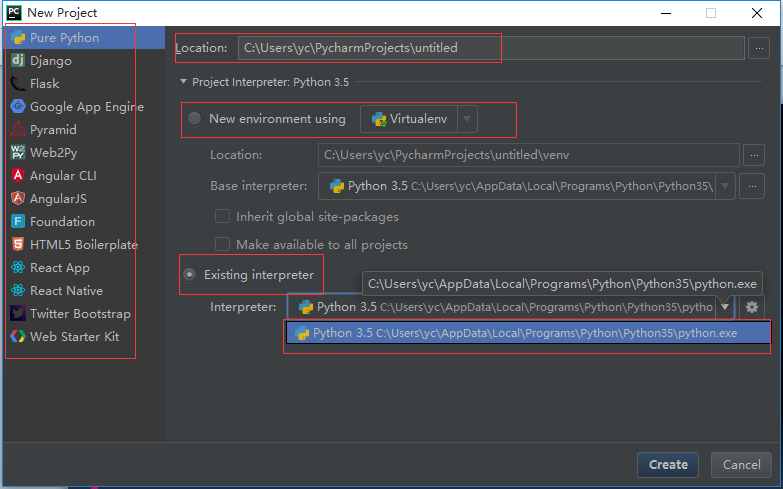 New Project
Pure Python
Django
Flask
Google App Engine
Pyramid
Web2Py
Angular CLI
AngularJS
Foundation
HTML5 Boilerplate
React App
React Native
Twitter Bootstrap
Web Starter Kit
Location: C:\Users\yc\PycharmProjects\untitled ...
Project Interpreter: Python 3.5
New environment using Virtualenv
Location: C:\Users\yc\PycharmProjects\untitled\venv ...
Base interpreter: Python 3.5 C:\Users\yc\AppData\Local\Programs\Python\Python35\ ...
Inherit global site-packages
Make available to all projects
Existing interpreter
C:\Users\yc\AppData\Local\Programs\Python\Python35\python.exe
Interpreter: Python 3.5 C:\Users\yc\AppData\Local\Programs\Python\Python35\pytho
Python 3.5 C:\Users\yc\AppData\Local\Programs\Python\Python35\python.exe
Create Cancel